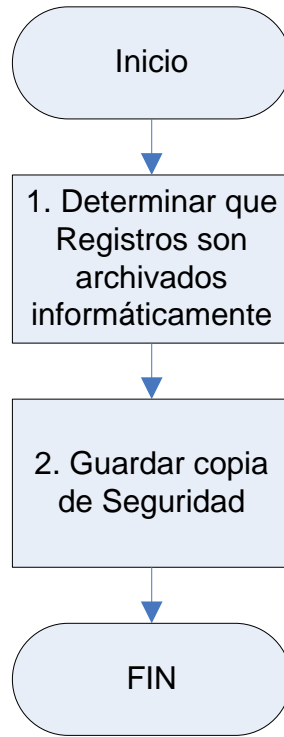 Inicio
1. Determinar que
Registros son
archivados
informáticamente
2. Guardar copia
de Seguridad
FIN